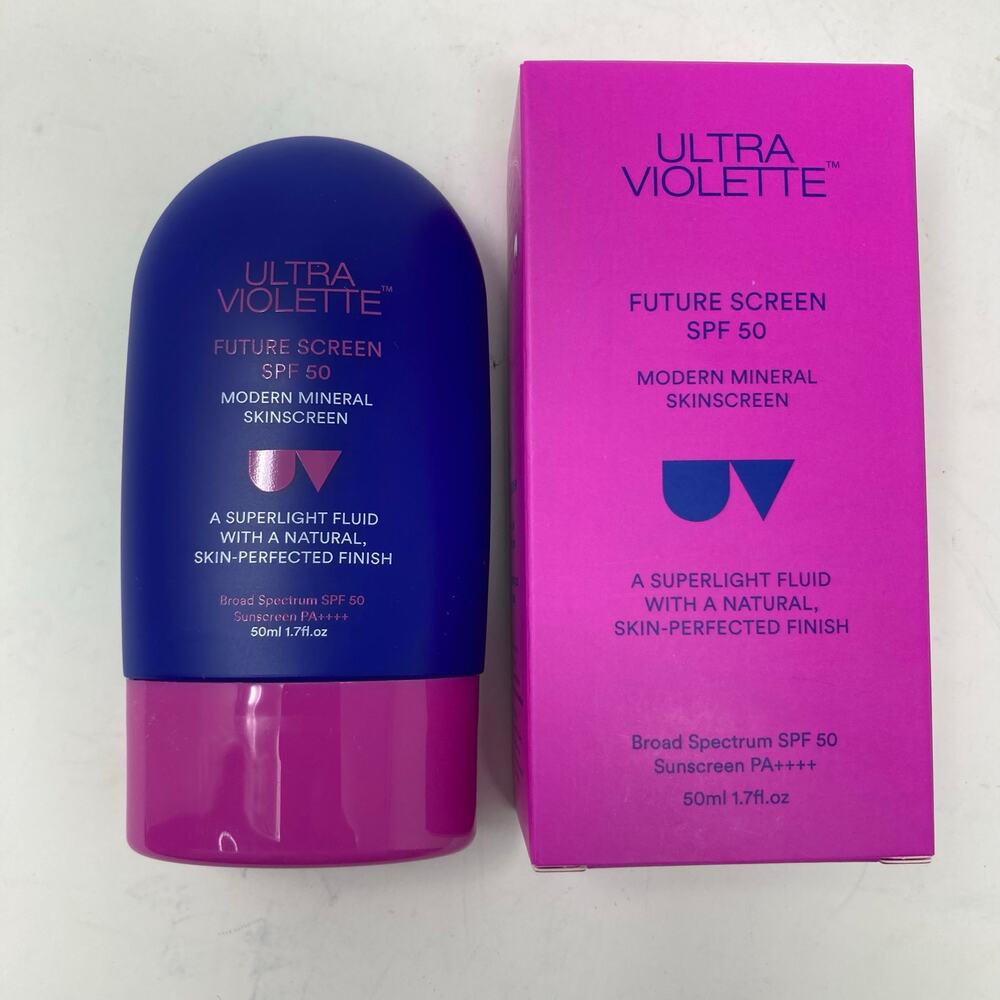 ULTRA
VIOLETTE™
FUTURE SCREEN
SPF 50
MODERN MINERAL
SKINSCREEN
UV
A SUPERLIGHT FLUID
WITH A NATURAL,
SKIN-PERFECTED FINISH
Broad Spectrum SPF 50
Sunscreen PA++++
50ml 1.7fl.oz
ULTRA
VIOLETTE™
FUTURE SCREEN
SPF 50
MODERN MINERAL
SKINSCREEN
UV
A SUPERLIGHT FLUID
WITH A NATURAL,
SKIN-PERFECTED FINISH
Broad Spectrum SPF 50
Sunscreen PA++++
50ml 1.7fl.oz